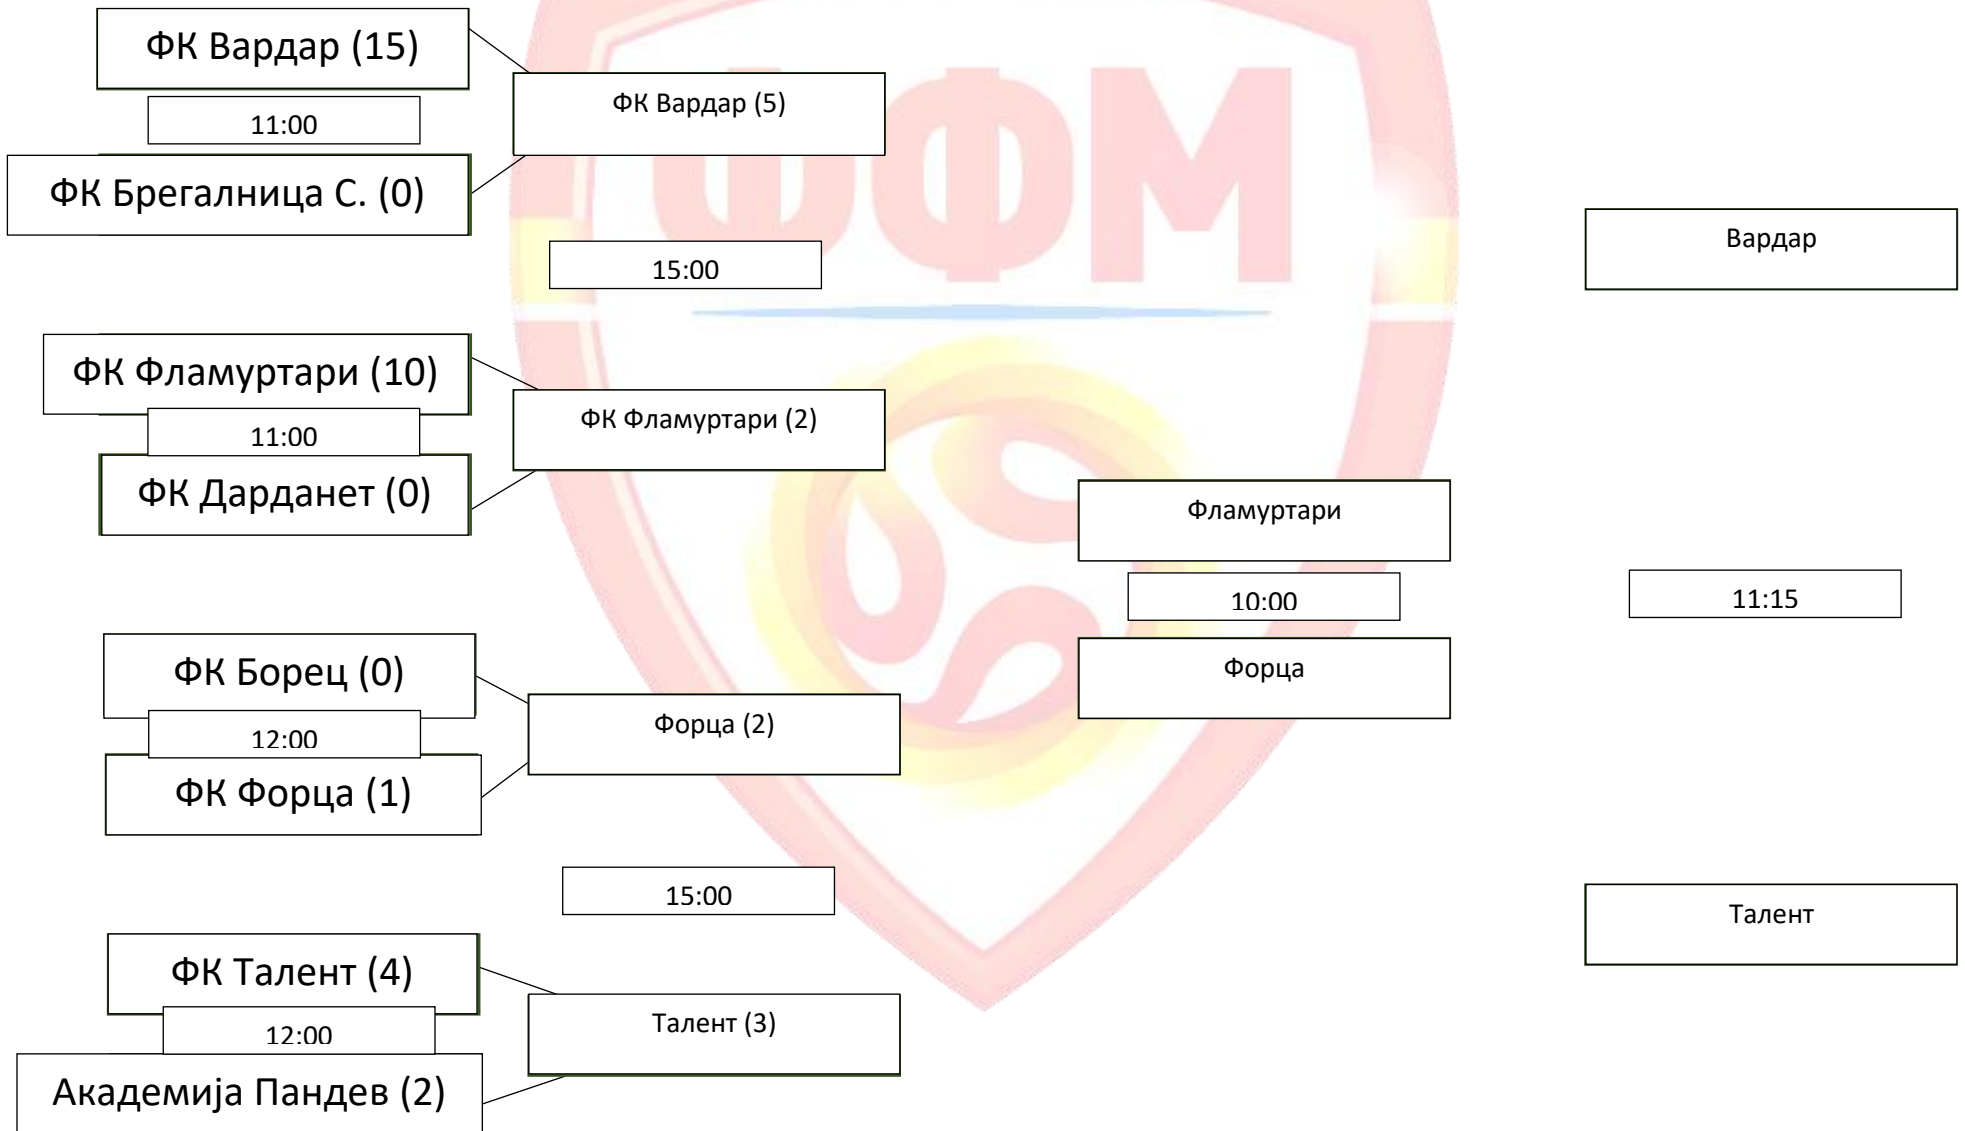 ФК Вардар (15)
11:00
ФК Брегалница С. (0)
ФК Вардар (5)
15:00
ФК Фламуртари (10)
11:00
ФК Дарданет (0)
ФК Фламуртари (2)
ФК Борец (0)
12:00
ФК Форца (1)
Форца (2)
15:00
ФК Талент (4)
12:00
Академија Пандев (2)
Талент (3)
ФФМ
Фламуртари
10:00
Форца
Вардар
11:15
Талент